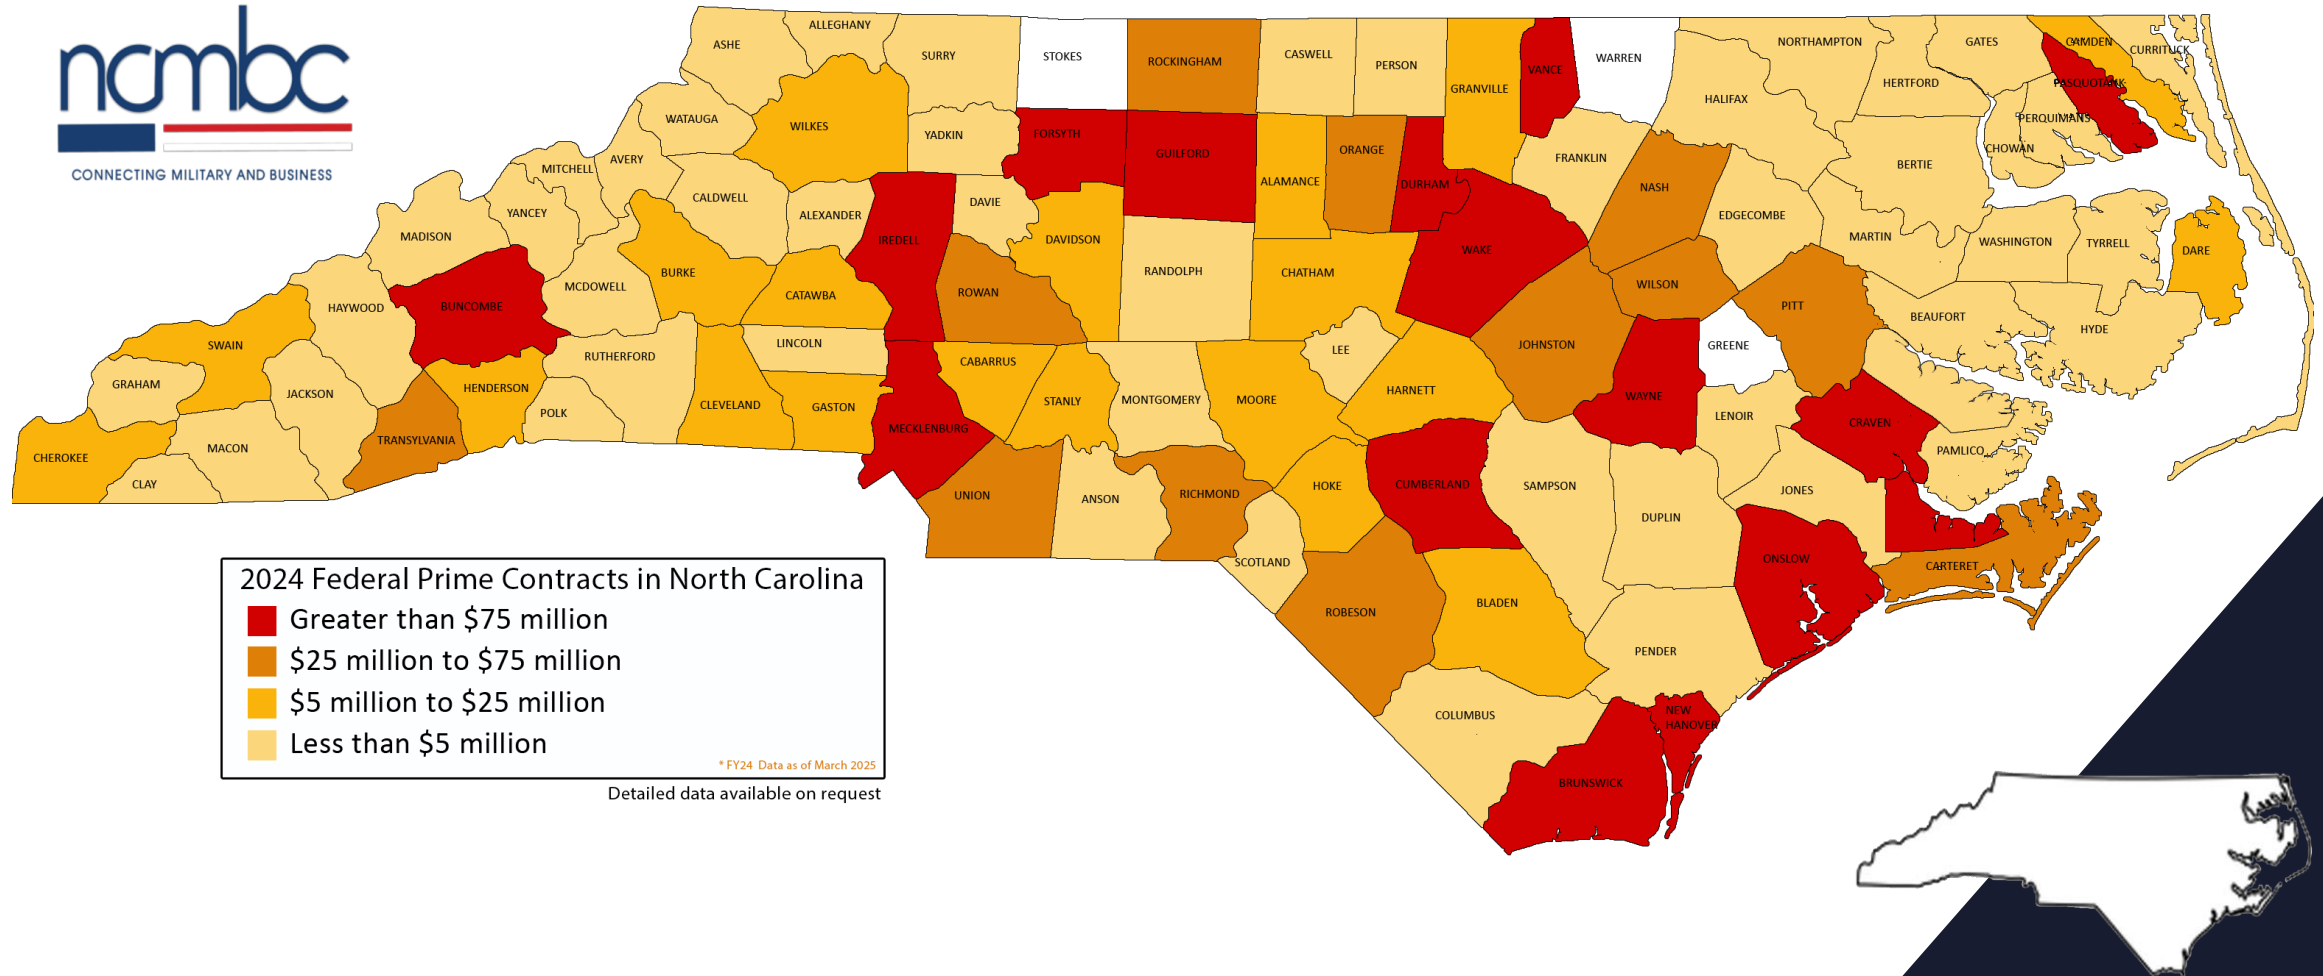 ncmbc
CONNECTING MILITARY AND BUSINESS
ASHE
ALLEGHANY
SURRY
STOKES
ROCKINGHAM
CASWELL
PERSON
GRANVILLE
VANCE
WARREN
NORTHAMPTON
GATES
CAMDEN
CURRITUCK
HERTFORD
PASQUOTANK
HALIFAX
WATAUGA
WILKES
YADKIN
FORSYTH
GUILFORD
ALAMANCE
ORANGE
DURHAM
FRANKLIN
PERQUIMANS
CHOWAN
BERTIE
MITCHELL
AVERY
YANCEY
CALDWELL
ALEXANDER
IREDELL
DAVIE
DAVIDSON
NASH
EDGECOMBE
MARTIN
WASHINGTON
TYRRELL
DARE
MADISON
BURKE
RANDOLPH
CHATHAM
WAKE
WILSON
PITT
HAYWOOD
BUNCOMBE
MCDOWELL
CATAWBA
ROWAN
BEAUFORT
HYDE
SWAIN
RUTHERFORD
LINCOLN
CABARRUS
LEE
JOHNSTON
GREENE
GRAHAM
JACKSON
HENDERSON
POLK
CLEVELAND
GASTON
STANLY
MONTGOMERY
MOORE
HARNETT
WAYNE
LENOIR
CRAVEN
CHEROKEE
CLAY
MACON
TRANSYLVANIA
MECKLENBURG
UNION
ANSON
RICHMOND
HOKE
CUMBERLAND
SAMPSON
DUPLIN
JONES
PAMLICO
SCOTLAND
ROBESON
BLADEN
ONSLOW
CARTERET
PENDER
COLUMBUS
NEW
HANOVER
BRUNSWICK
2024 Federal Prime Contracts in North Carolina
Greater than $75 million
$25 million to $75 million
$5 million to $25 million
Less than $5 million
* FY24 Data as of March 2025
Detailed data available on request